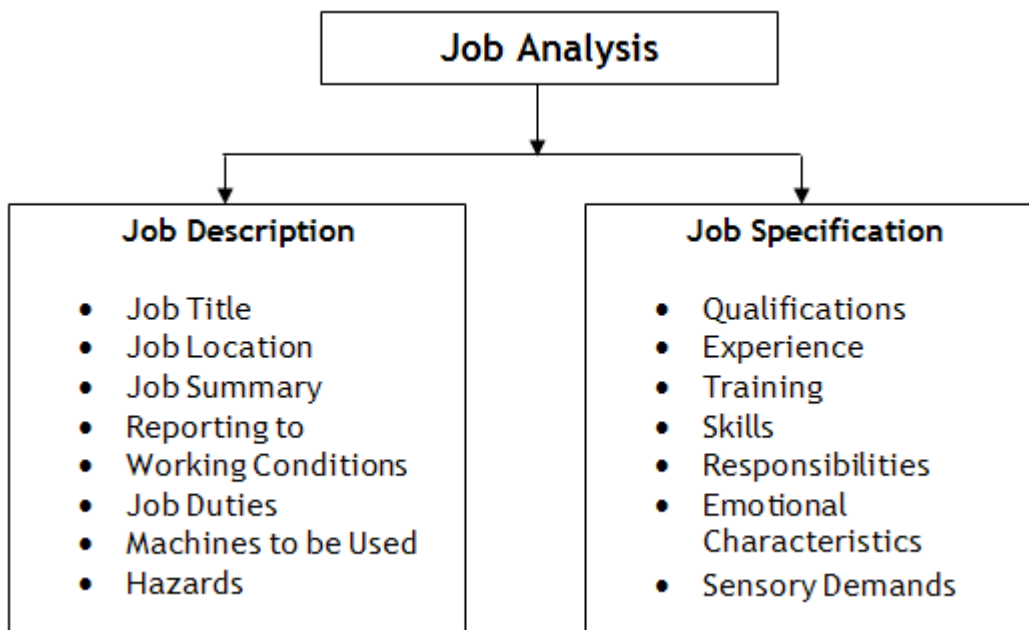 Job Analysis
Job Description
• Job Title
• Job Location
• Job Summary
• Reporting to
• Working Conditions
• Job Duties
• Machines to be Used
• Hazards
Job Specification
• Qualifications
• Experience
• Training
• Skills
• Responsibilities
• Emotional
Characteristics
• Sensory Demands